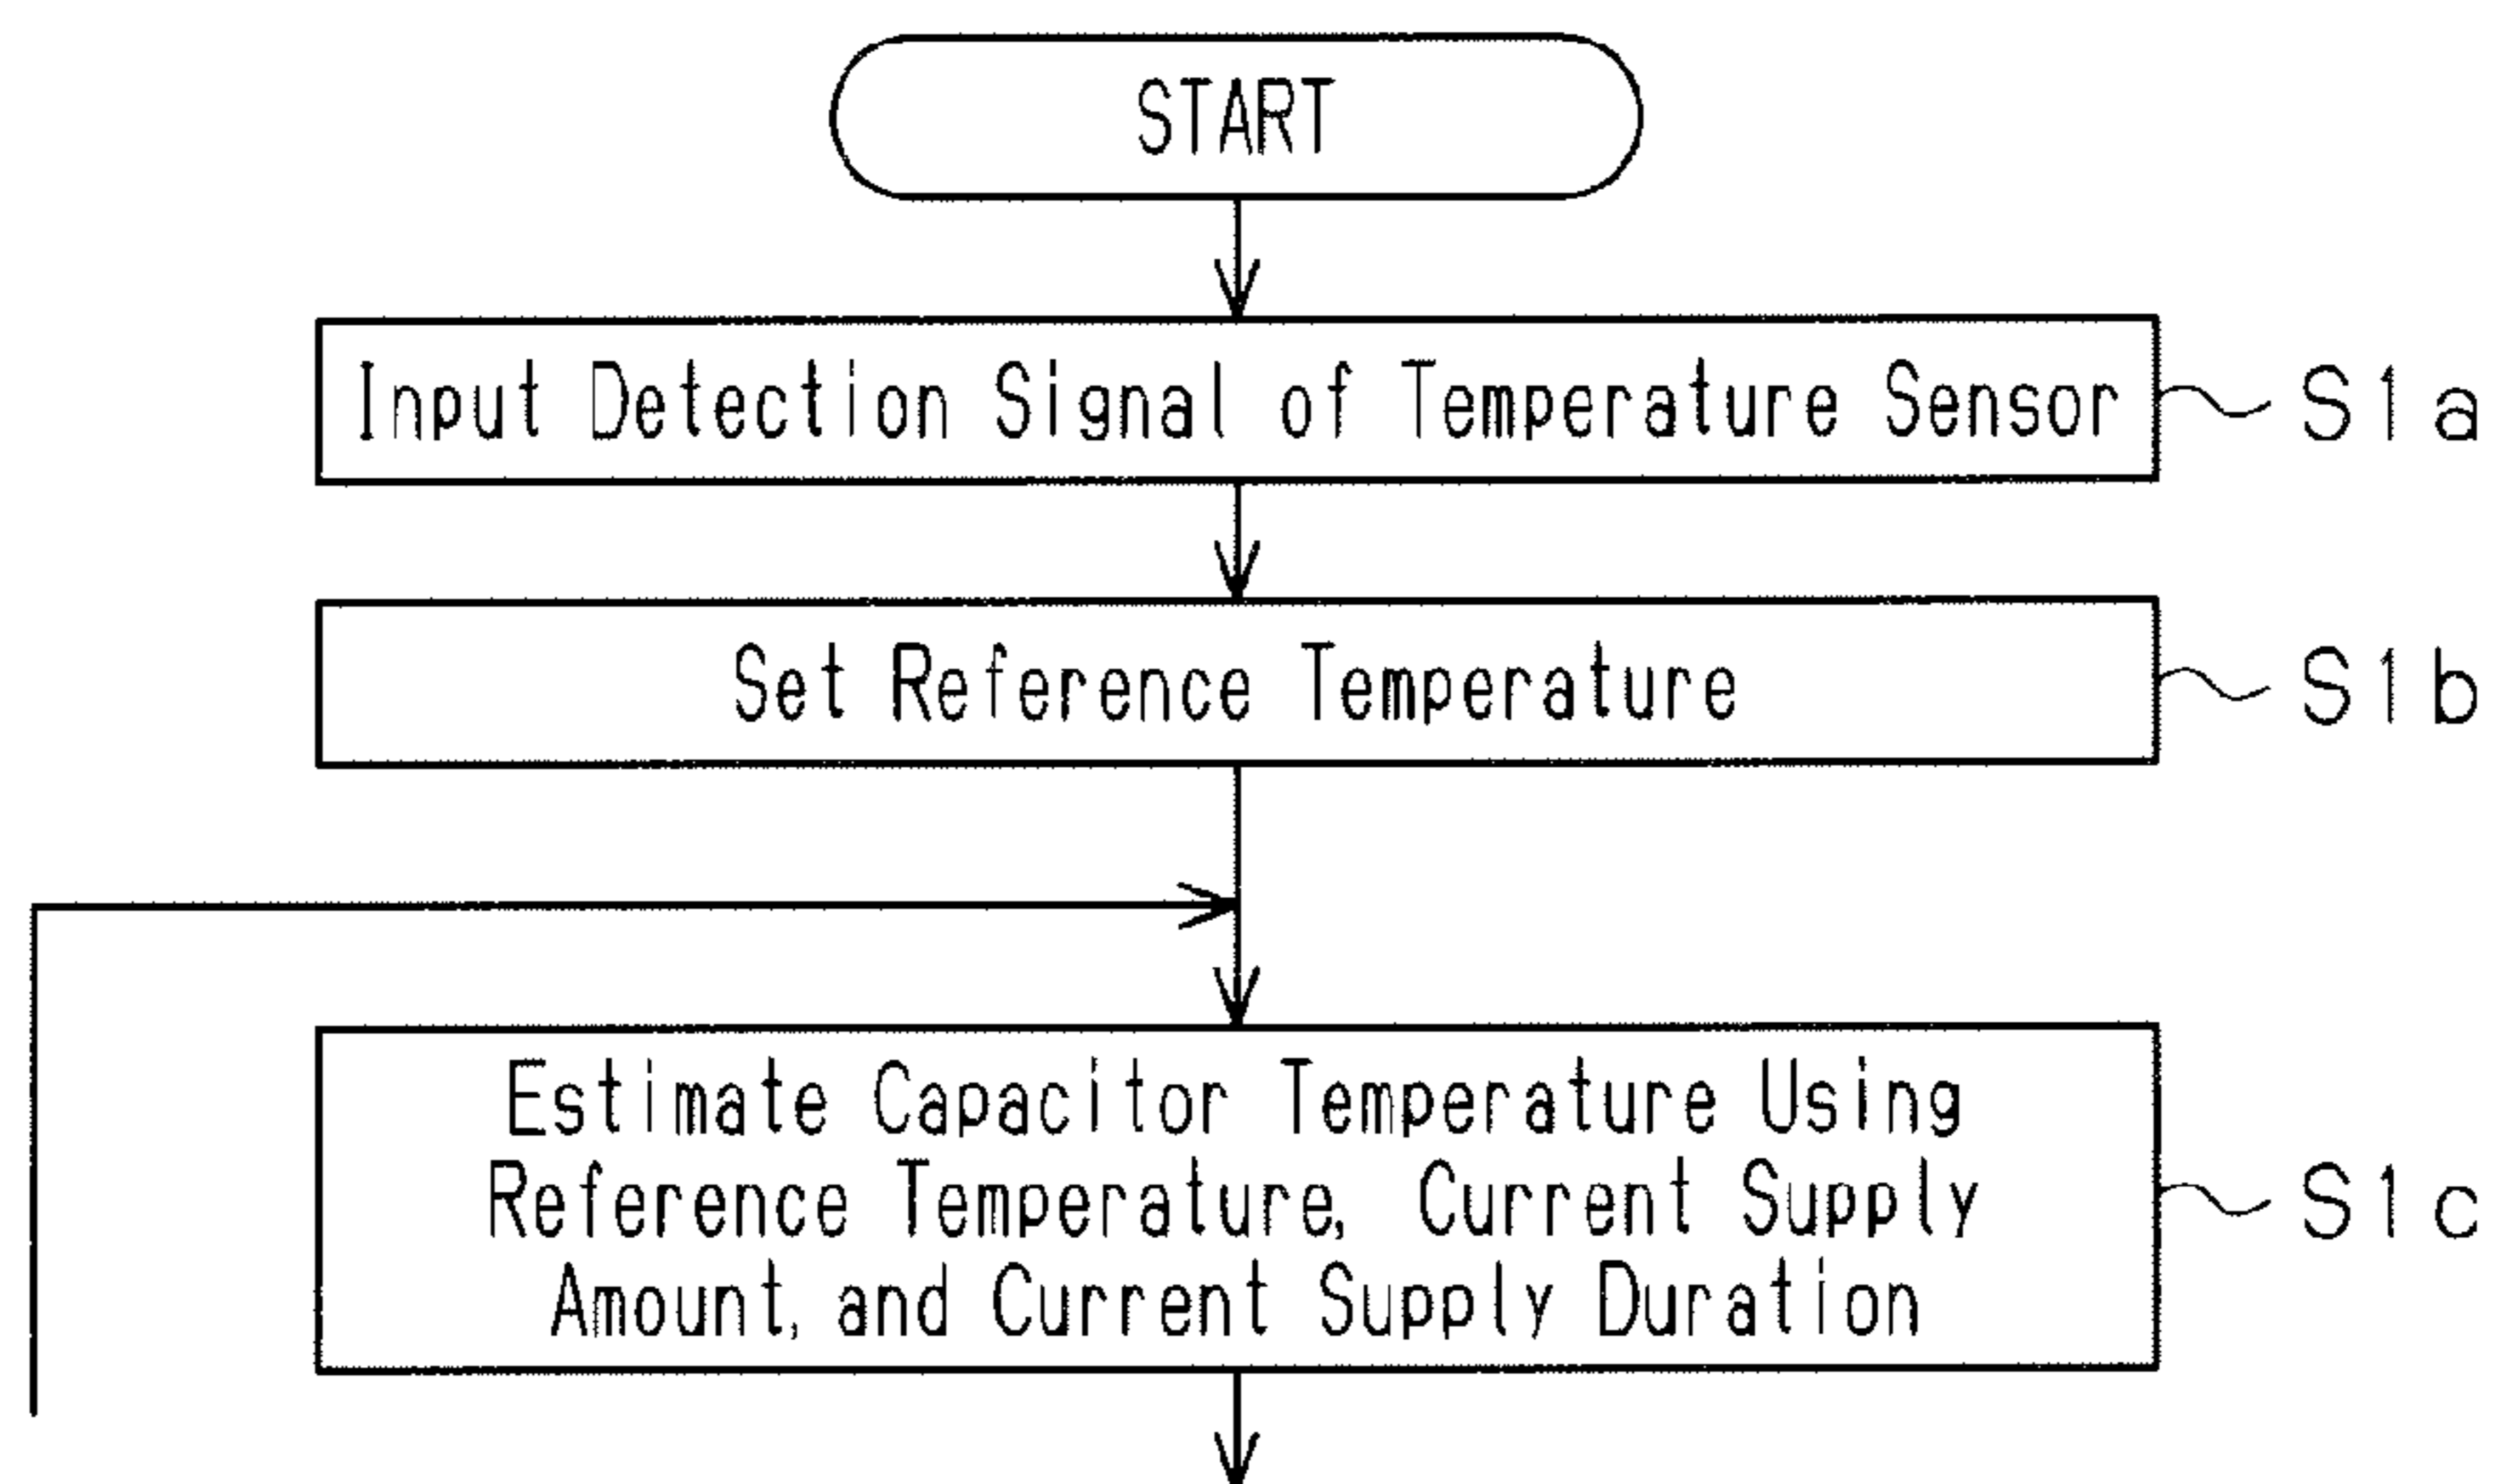 START
Input Detection Signal of Temperature Sensor
S1a
Set Reference Temperature
S1b
Estimate Capacitor Temperature Using
Reference Temperature, Current Supply
Amount, and Current Supply Duration
S1c